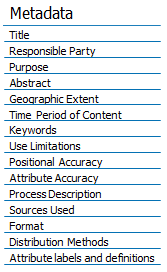 Metadata
Title
Responsible Party
Purpose
Abstract
Geographic Extent
Time Period of Content
Keywords
Use Limitations
Positional Accuracy
Attribute Accuracy
Process Description
Sources Used
Format
Distribution Methods
Attribute labels and definitions